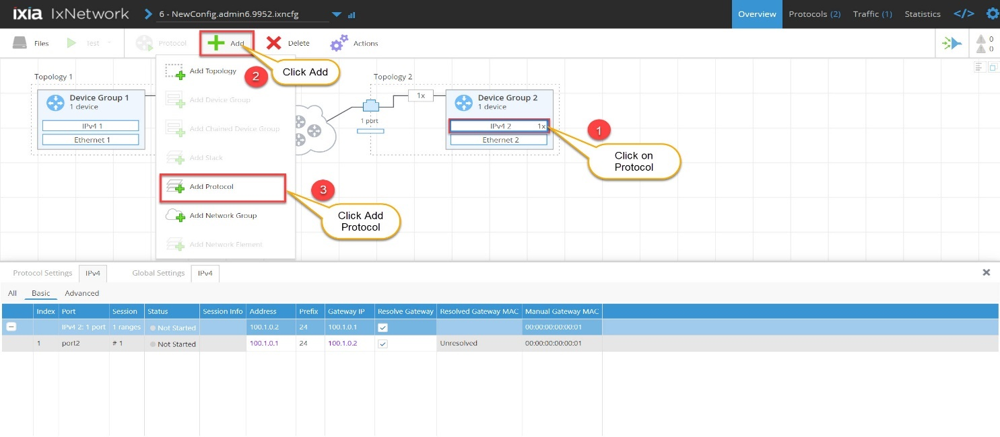 ixia IxNetwork 6 - NewConfig.admin6.9952.ixncfg Overview Protocols (2) Traffic (1) Statistics </>
Files Test Protocol Add Delete Actions 0
0
Click Add
2
Add Topology
Add Device Group
Add Chained Device Group
Add Stack
Add Protocol
Add Network Group
Add Network Element
3
Click Add
Protocol
Topology 1
Device Group 1
1 device
IPv4 1
Ethernet 1
Topology 2
1 port
1x
Device Group 2
1 device
IPv4 2 1x
Ethernet 2
1
Click on
Protocol
Protocol Settings IPv4 Global Settings IPv4
All Basic Advanced
Index Port Session Status Session Info Address Prefix Gateway IP Resolve Gateway Resolved Gateway MAC Manual Gateway MAC
IPv4 2: 1 port 1 ranges Not Started 100.1.0.2 24 100.1.0.1 00:00:00:00:00:01
1 port2 # 1 Not Started 100.1.0.1 24 100.1.0.2 Unresolved 00:00:00:00:00:01